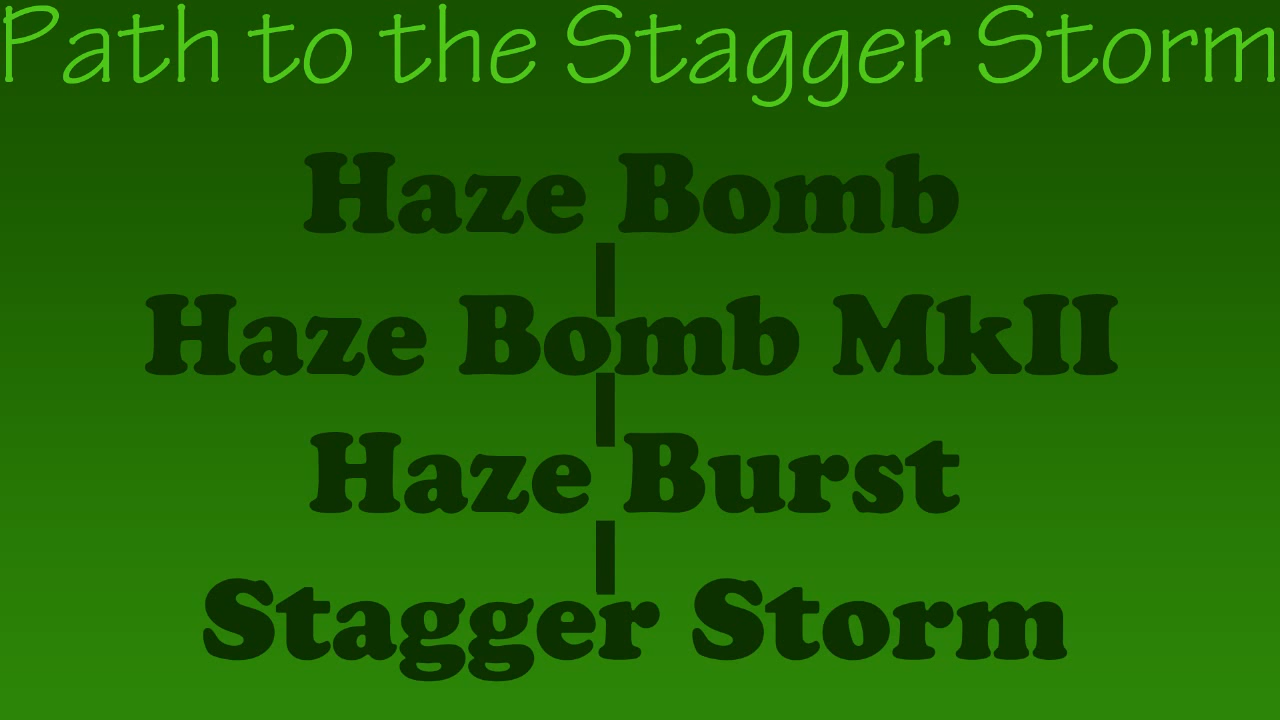 Path to the Stagger Storm
Haze Bomb
Haze Bomb MkII
Haze Burst
Stagger Storm